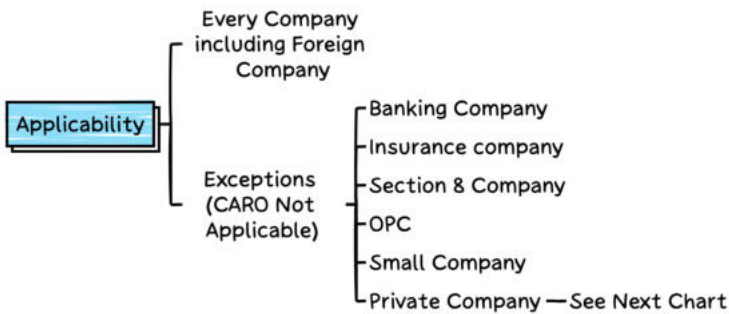 Every Company
including Foreign
Company
Applicability
Exceptions
(CARO Not
Applicable)
Banking Company
Insurance company
Section 8 Company
OPC
Small Company
Private Company — See Next Chart